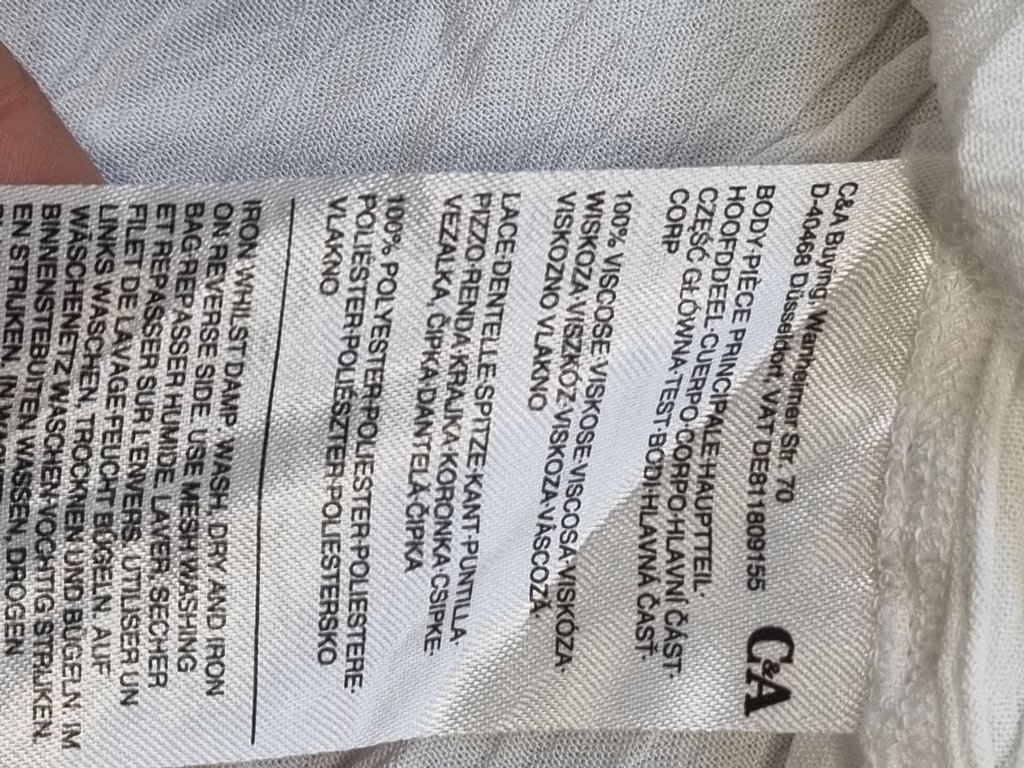 C&A Buying, Wanheimer Str. 70
D-40468 Düsseldorf, VAT DE811809155
C&A
BODY·PIÈCE PRINCIPALE·HAUPTTEIL·
HOOFDDEEL·CUERPO·CORPO·HLAVNÍ ČÁST·
CZĘŚĆ GŁÓWNA·TEST·BODI·HLAVNÁ ČASŤ·
CORP
100% VISCOSE·VISKOSE·VISCOSA·VISKÓZA·
WISKOZA·VISZKÓZ·VISKOZA·VÂSCOZĂ·
VISKOZNO VLAKNO
LACE·DENTELLE·SPITZE·KANT·PUNTILLA·
PIZZO·RENDA·KRAJKA·KORONKA·CSIPKE·
VEZALKA, ČIPKA·DANTELĂ·ČIPKA
100% POLYESTER·POLIESTER·POLIESTERE·
POLIÉSTER·POLIÉSZTER·POLIESTERSKO
VLAKNO
IRON WHILST DAMP. WASH, DRY AND IRON
ON REVERSE SIDE. USE MESH WASHING
BAG·REPASSER HUMIDE. LAVER, SECHER
ET REPASSER SUR L'ENVERS. UTILISER UN
FILET DE LAVAGE·FEUCHT BÜGELN. AUF
LINKS WASCHEN, TROCKNEN UND BÜGELN. IM
WÄSCHENETZ WASCHEN·VOCHTIG STRIJKEN.
BINNENSTEBUITEN WASSEN, DROGEN
EN STRIJKEN. IN